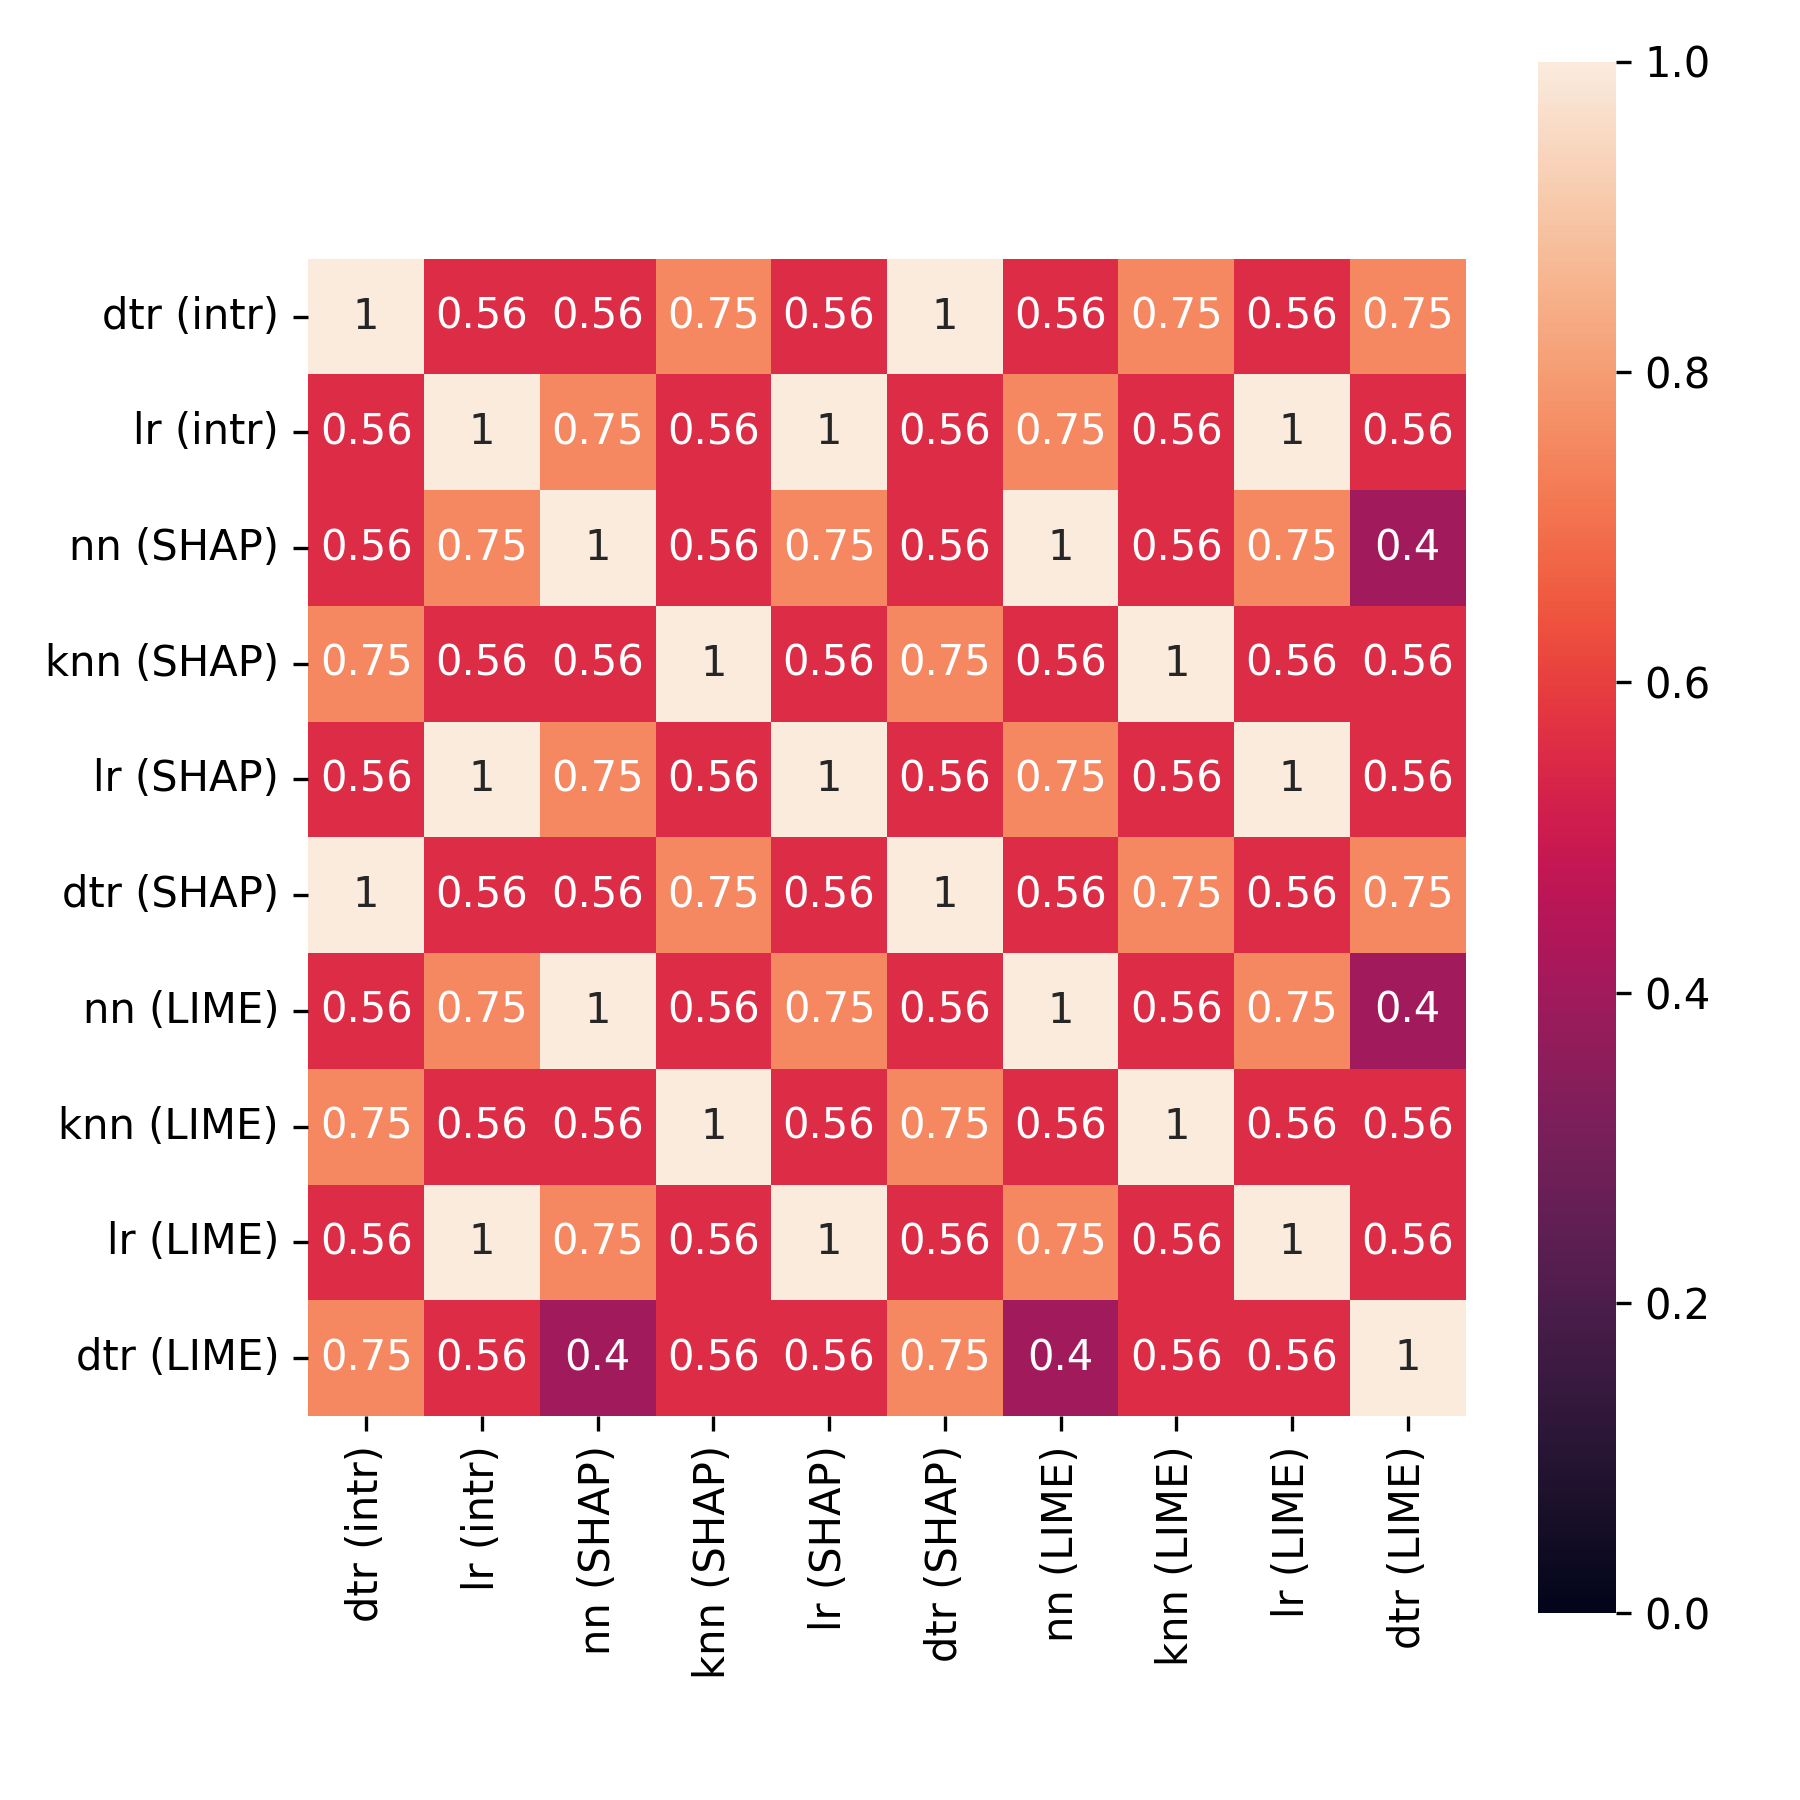 dtr (intr) 1 0.56 0.56 0.75 0.56 1 0.56 0.75 0.56 0.75
lr (intr) 0.56 1 0.75 0.56 1 0.56 0.75 0.56 1 0.56
nn (SHAP) 0.56 0.75 1 0.56 0.75 0.56 1 0.56 0.75 0.4
knn (SHAP) 0.75 0.56 0.56 1 0.56 0.75 0.56 1 0.56 0.56
lr (SHAP) 0.56 1 0.75 0.56 1 0.56 0.75 0.56 1 0.56
dtr (SHAP) 1 0.56 0.56 0.75 0.56 1 0.56 0.75 0.56 0.75
nn (LIME) 0.56 0.75 1 0.56 0.75 0.56 1 0.56 0.75 0.4
knn (LIME) 0.75 0.56 0.56 1 0.56 0.75 0.56 1 0.56 0.56
lr (LIME) 0.56 1 0.75 0.56 1 0.56 0.75 0.56 1 0.56
dtr (LIME) 0.75 0.56 0.4 0.56 0.56 0.75 0.4 0.56 0.56 1
dtr (intr)
lr (intr)
nn (SHAP)
knn (SHAP)
lr (SHAP)
dtr (SHAP)
nn (LIME)
knn (LIME)
lr (LIME)
dtr (LIME)
1.0
0.8
0.6
0.4
0.2
0.0